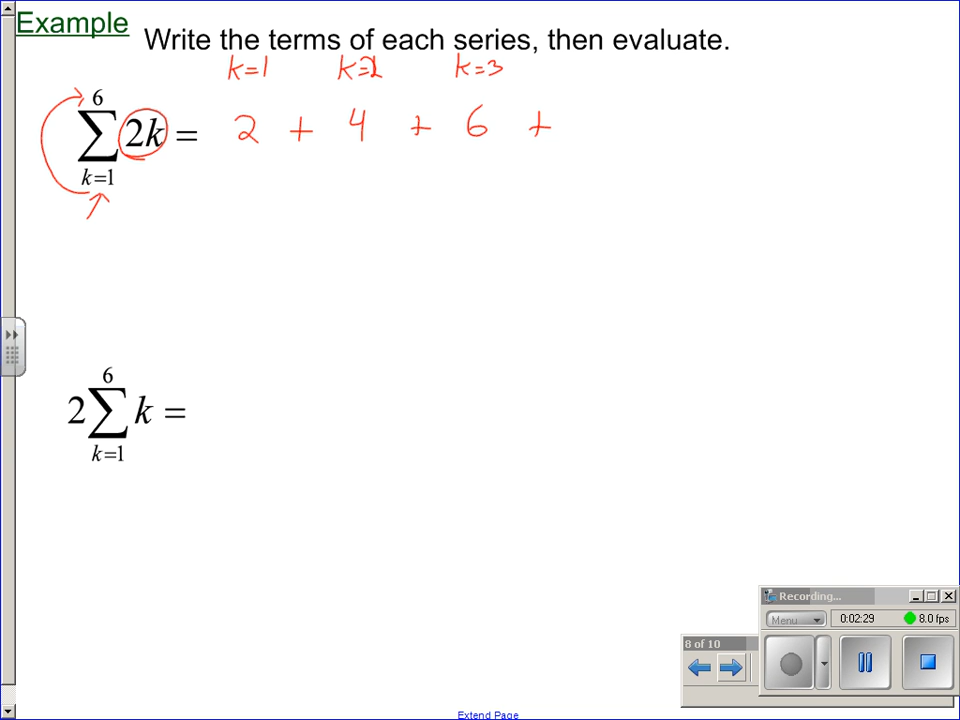 Example
Write the terms of each series, then evaluate.
k=1 k=2 k=3
6
∑ 2k = 2 + 4 + 6 +
k=1
6
2∑ k =
k=1
Recording...
Menu 0:02:29 8.0 fps
8 of 10
Extend Page